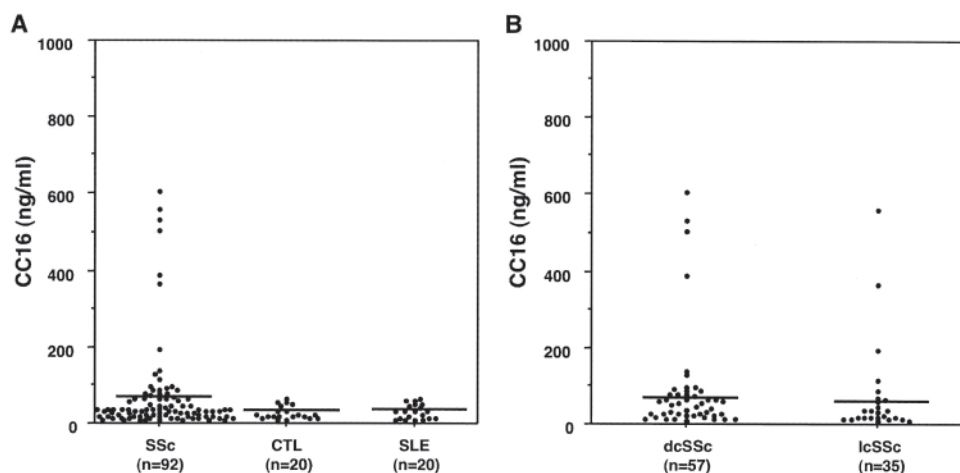 A
1000
800
600
400
200
0
CC16 (ng/ml)
SSc
(n=92)
CTL
(n=20)
SLE
(n=20)
B
1000
800
600
400
200
0
CC16 (ng/ml)
dcSSc
(n=57)
lcSSc
(n=35)